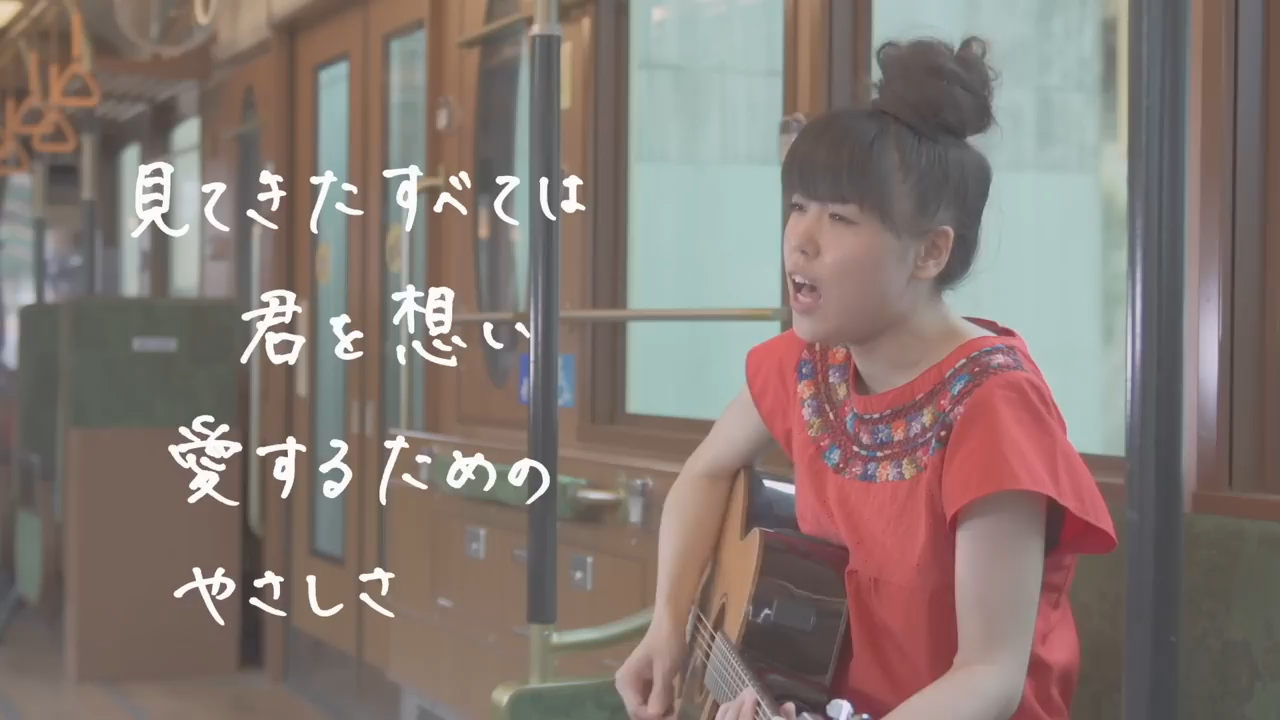 見てきたすべては
君を想い
愛するための
やさしさ